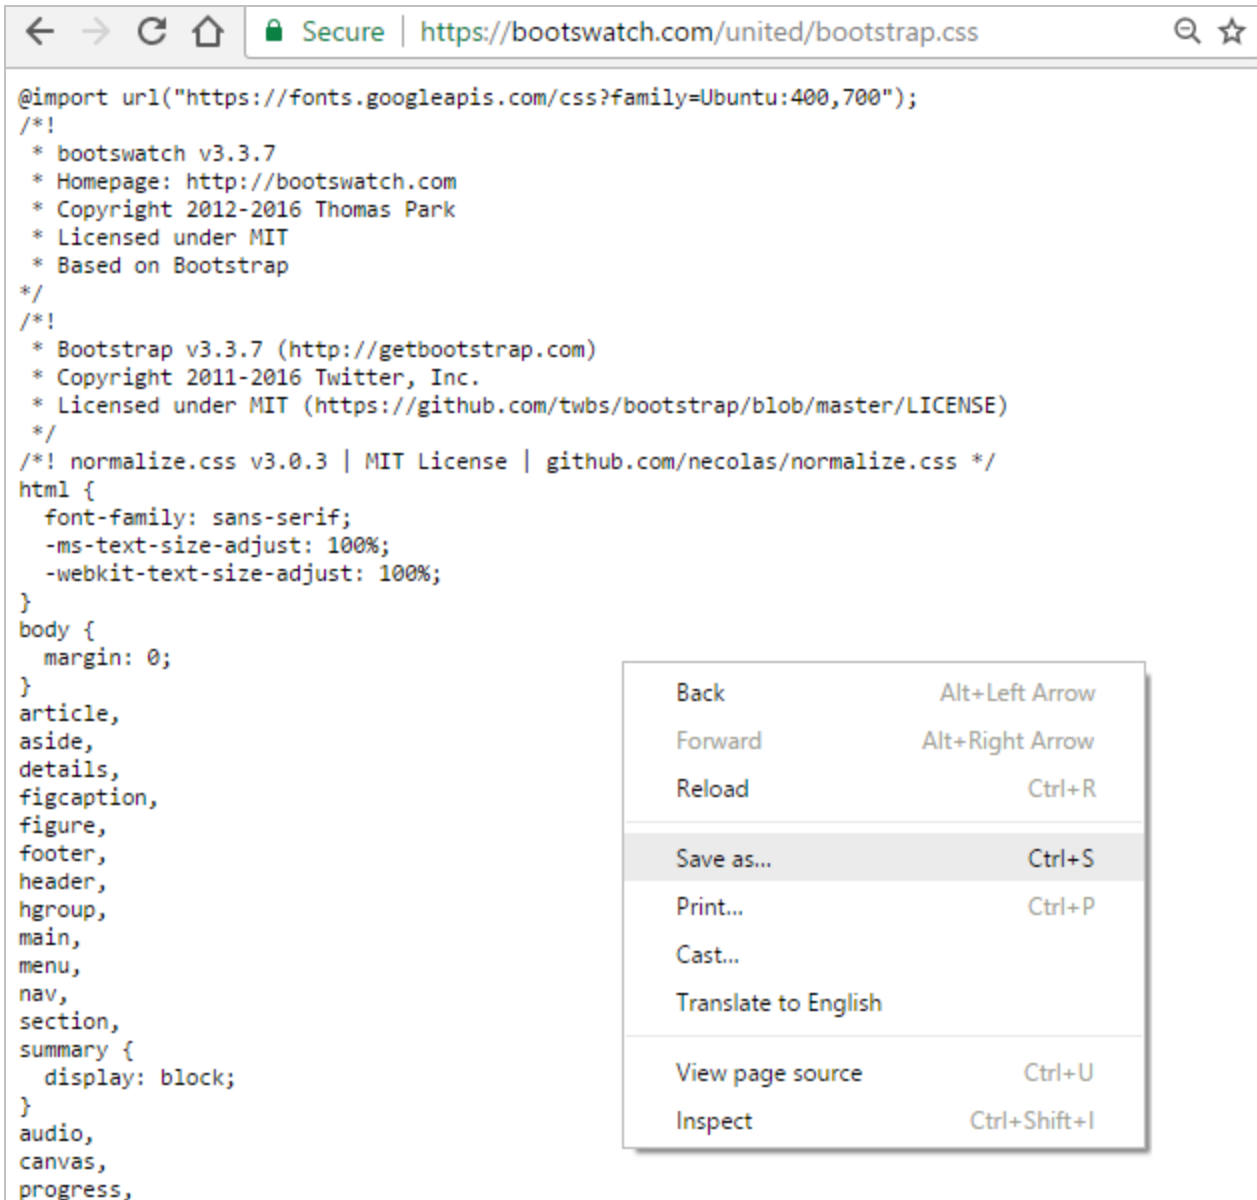 Secure | https://bootswatch.com/united/bootstrap.css
@import url("https://fonts.googleapis.com/css?family=Ubuntu:400,700");
/*!
 * bootswatch v3.3.7
 * Homepage: http://bootswatch.com
 * Copyright 2012-2016 Thomas Park
 * Licensed under MIT
 * Based on Bootstrap
*/
/*!
 * Bootstrap v3.3.7 (http://getbootstrap.com)
 * Copyright 2011-2016 Twitter, Inc.
 * Licensed under MIT (https://github.com/twbs/bootstrap/blob/master/LICENSE)
 */
/*! normalize.css v3.0.3 | MIT License | github.com/necolas/normalize.css */
html {
  font-family: sans-serif;
  -ms-text-size-adjust: 100%;
  -webkit-text-size-adjust: 100%;
}
body {
  margin: 0;
}
article,
aside,
details,
figcaption,
figure,
footer,
header,
hgroup,
main,
menu,
nav,
section,
summary {
  display: block;
}
audio,
canvas,
progress,
Back Alt+Left Arrow
Forward Alt+Right Arrow
Reload Ctrl+R
Save as... Ctrl+S
Print... Ctrl+P
Cast...
Translate to English
View page source Ctrl+U
Inspect Ctrl+Shift+I